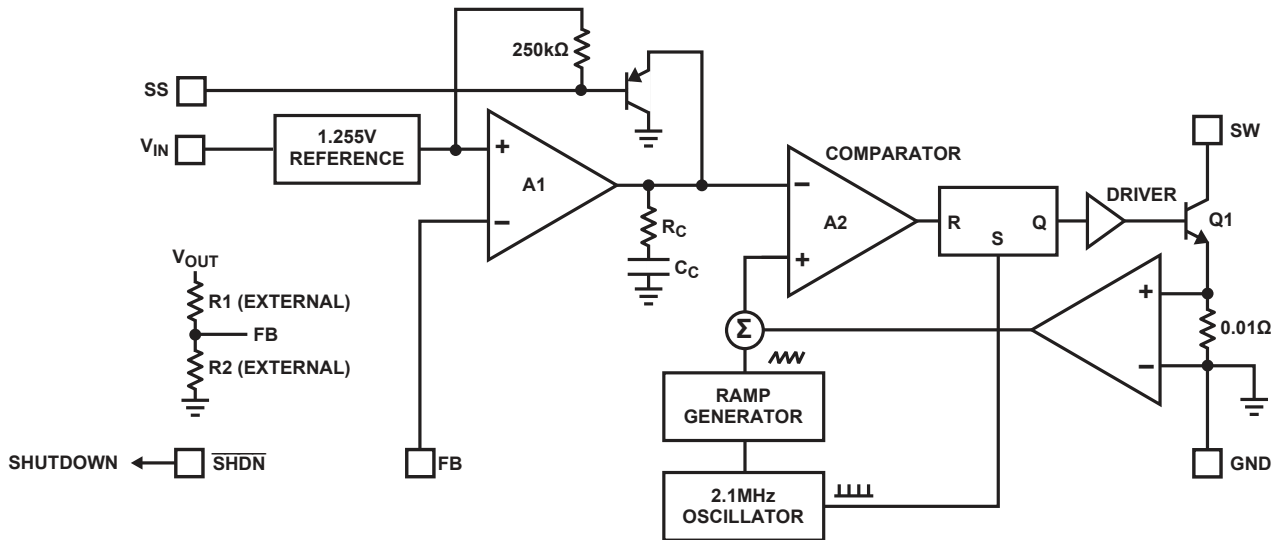 250kΩ
SS
VIN
1.255V
REFERENCE
+
A1
−
RC
CC
COMPARATOR
−
A2
+
R
S
Q
DRIVER
SW
Q1
+
−
0.01Ω
Σ
VOUT
R1 (EXTERNAL)
FB
R2 (EXTERNAL)
RAMP
GENERATOR
SHUTDOWN
SHDN
FB
2.1MHz
OSCILLATOR
GND